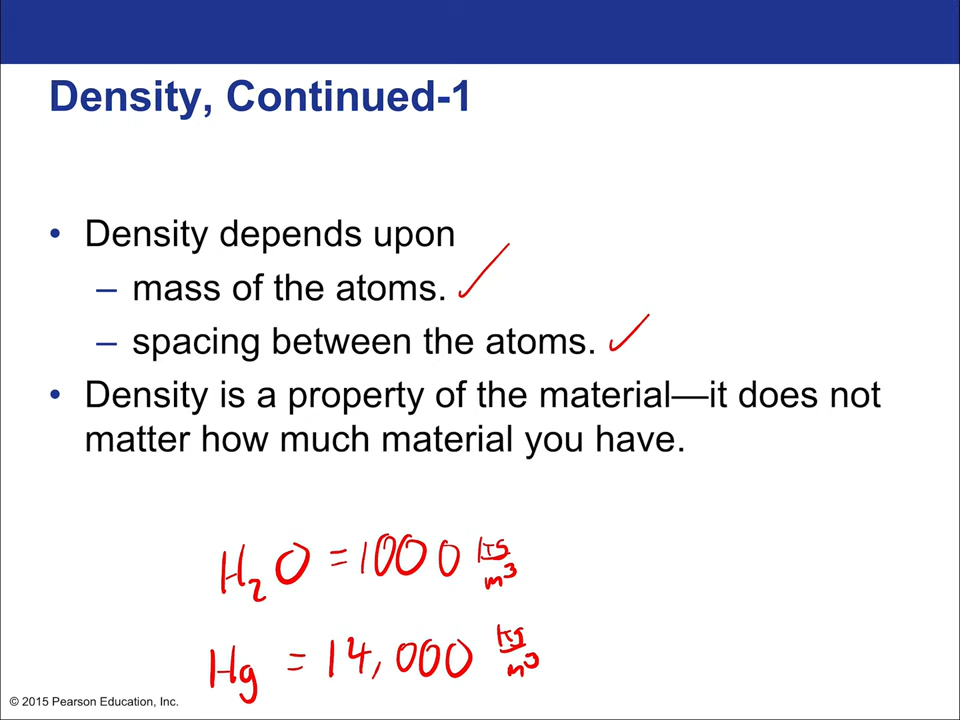 Density, Continued-1
• Density depends upon
– mass of the atoms.
– spacing between the atoms.
• Density is a property of the material—it does not
matter how much material you have.
H₂O = 1000 kg/m³
Hg = 14,000 kg/m³
© 2015 Pearson Education, Inc.